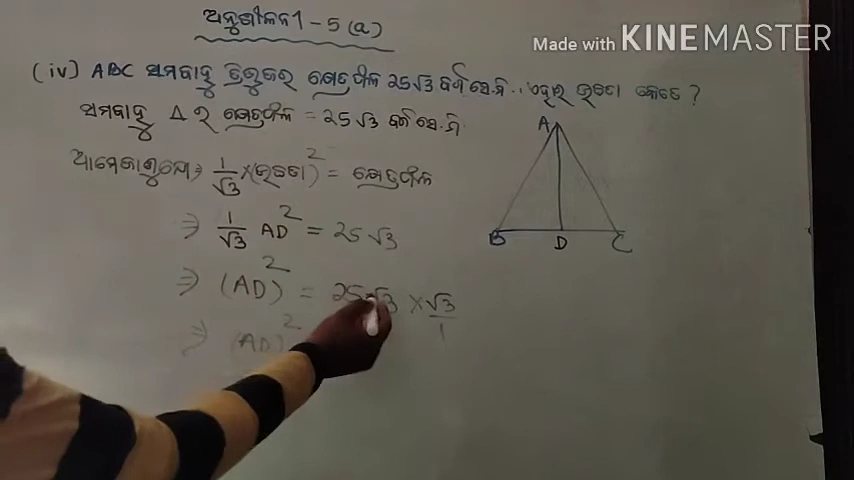 ଅନୁଶୀଳନୀ - 5 (a)
Made with KINEMASTER
(iv) ABC ସମବାହୁ ତ୍ରିଭୁଜର କ୍ଷେତ୍ରଫଳ 25√3 ବର୍ଗ ସେ.ମି. . ଏହାର ଉଚ୍ଚତା କେତେ ?
ସମବାହୁ Δ ର କ୍ଷେତ୍ରଫଳ = 25√3 ବର୍ଗ ସେ.ମି.
ଆମେ ଜାଣୁ ଯେ ⇒ 1/√3 × (ଉଚ୍ଚତା)² = କ୍ଷେତ୍ରଫଳ
⇒ 1/√3 AD² = 25√3
⇒ (AD)² = 25√3 × √3/1
⇒ (AD)²
A
B D C